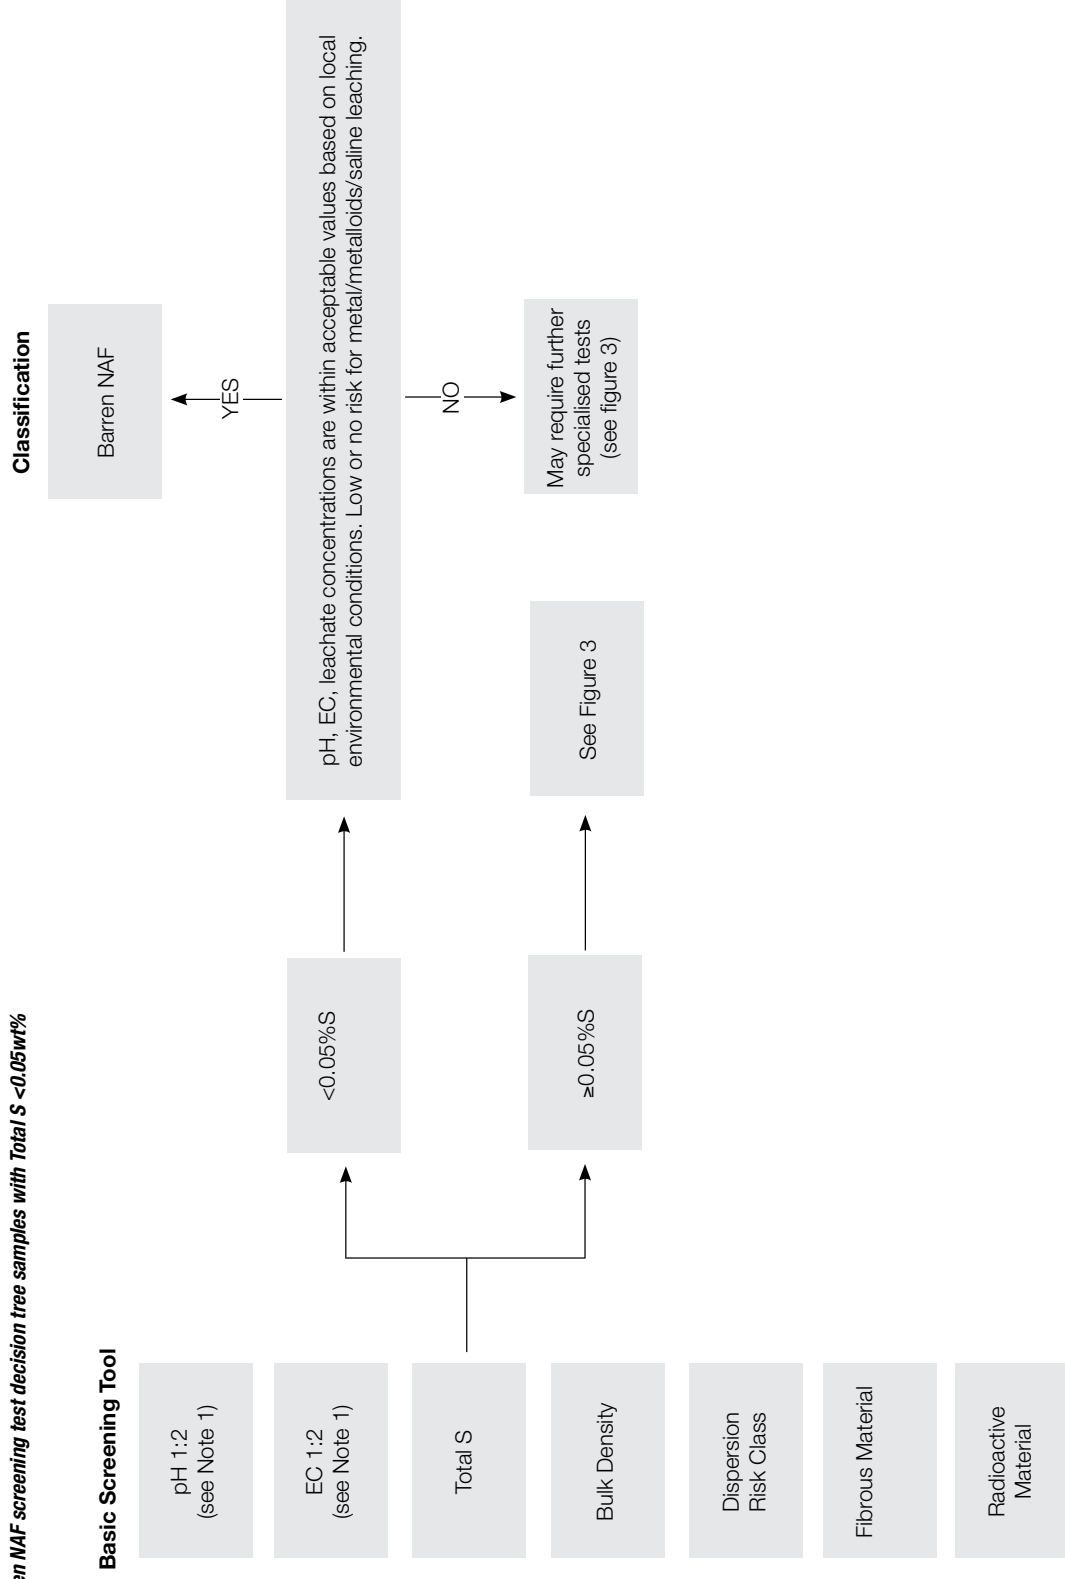 NAF screening test decision tree samples with Total S <0.05wt%
Basic Screening Tool
Classification
pH 1:2
(see Note 1)
EC 1:2
(see Note 1)
Total S
Bulk Density
Dispersion
Risk Class
Fibrous Material
Radioactive
Material
<0.05%S
≥0.05%S
pH, EC, leachate concentrations are within acceptable values based on local
environmental conditions. Low or no risk for metal/metalloids/saline leaching.
See Figure 3
YES
Barren NAF
NO
May require further
specialised tests
(see figure 3)